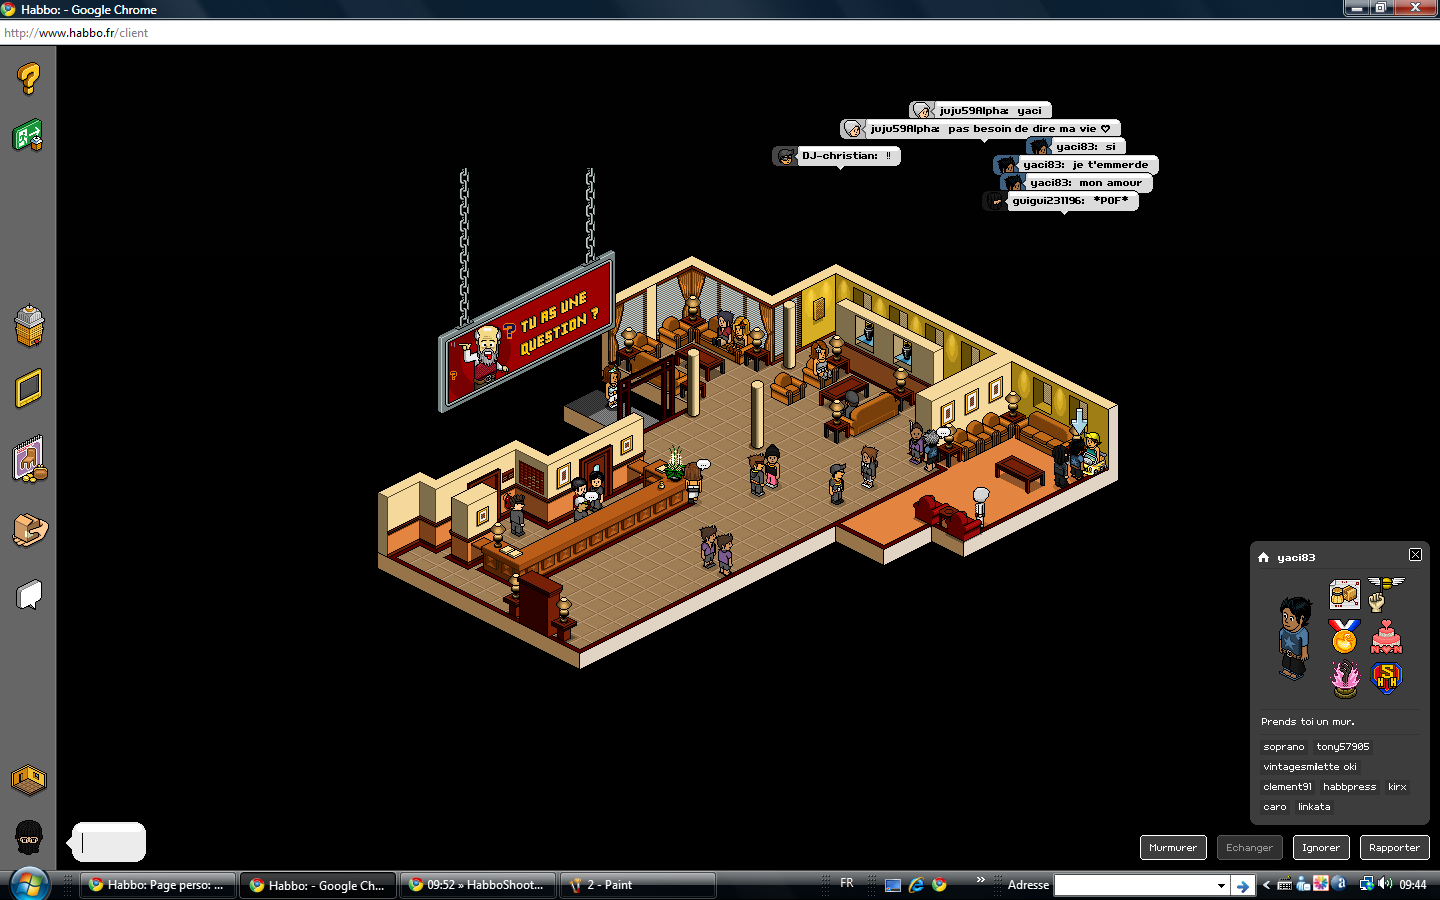 Habbo: - Google Chrome
http://www.habbo.fr/client
juju59Alpha: yaci
juju59Alpha: pas besoin de dire ma vie ♡
yaci83: si
DJ-christian: !!
yaci83: je t'emmerde
yaci83: mon amour
guigui231196: *POF*
TU AS UNE
QUESTION ?
yaci83
Prends toi un mur.
soprano tony57905
vintagesmlette oki
clement91 habbpress kirx
caro linkata
Murmurer Echanger Ignorer Rapporter
Habbo: Page perso: ... Habbo: - Google Ch... 09:52 » HabboShoot... 2 - Paint FR Adresse 09:44